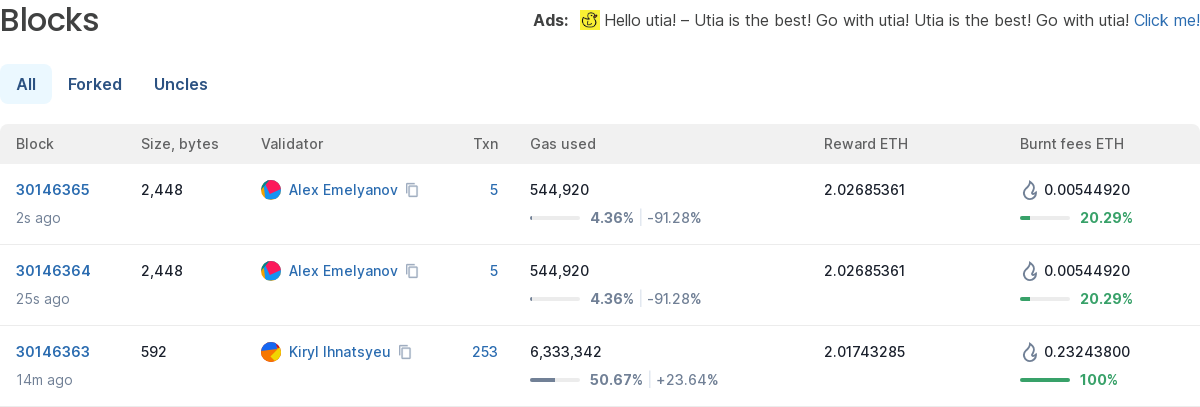 Blocks
Ads: Hello utia! – Utia is the best! Go with utia! Utia is the best! Go with utia! Click me!
All Forked Uncles
Block Size, bytes Validator Txn Gas used Reward ETH Burnt fees ETH
30146365 2,448 Alex Emelyanov 5 544,920 2.02685361 0.00544920
2s ago 4.36% -91.28% 20.29%
30146364 2,448 Alex Emelyanov 5 544,920 2.02685361 0.00544920
25s ago 4.36% -91.28% 20.29%
30146363 592 Kiryl Ihnatsyeu 253 6,333,342 2.01743285 0.23243800
14m ago 50.67% +23.64% 100%